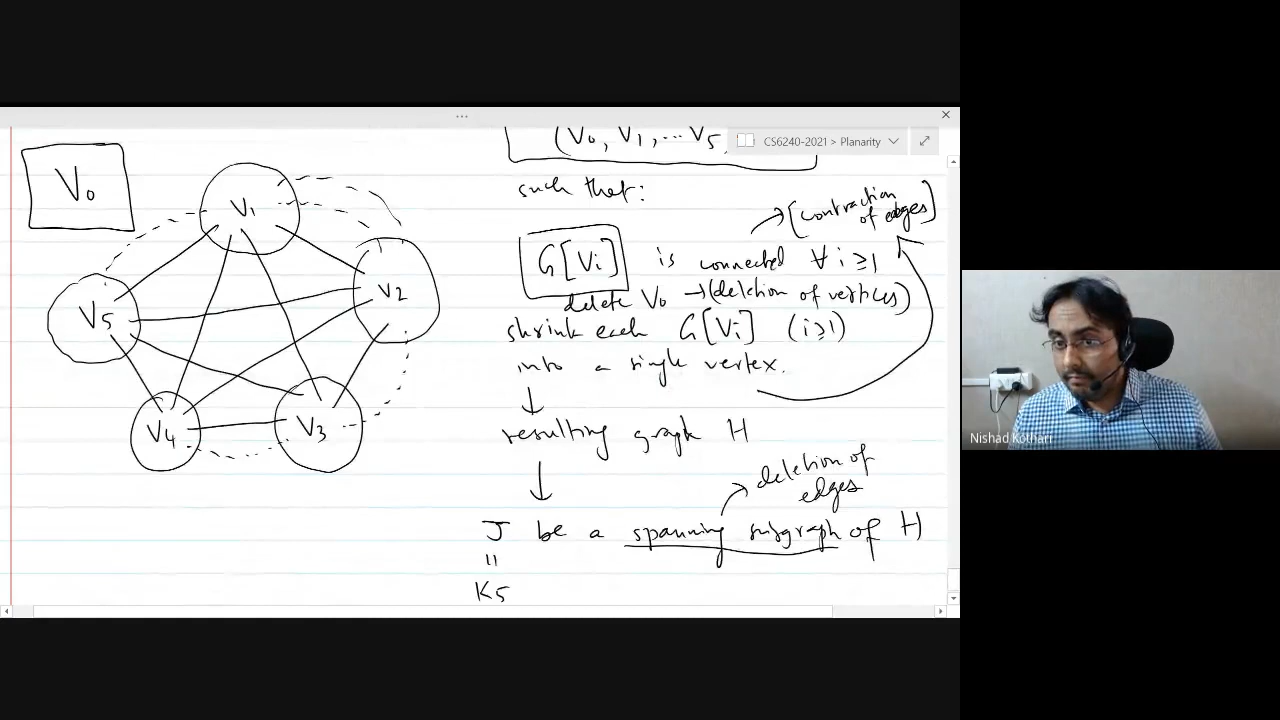 V0
V1
V2
V5
V4
V3
(V0, V1, ... V5
CS6240-2021 > Planarity
such that:
[contraction of edges]
G[Vi] is connected ∀ i ≥ 1
delete V0 → (deletion of vertices)
shrink each G[Vi] (i ≥ 1)
into a single vertex.
↓
resulting graph H
↓
deletion of
edges
J be a spanning subgraph of H
=
K5
Nishad Kothari